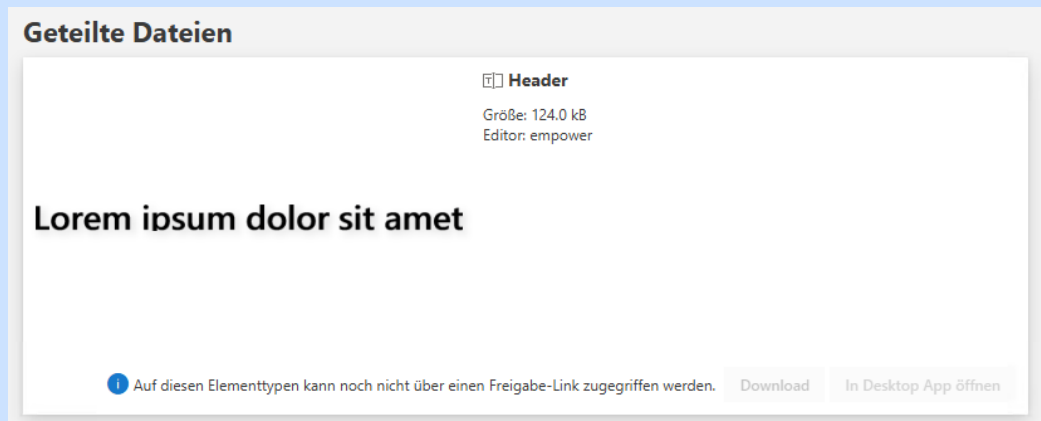 Geteilte Dateien
Header
Größe: 124.0 kB
Editor: empower
Lorem ipsum dolor sit amet
Auf diesen Elementtypen kann noch nicht über einen Freigabe-Link zugegriffen werden.
Download
In Desktop App öffnen